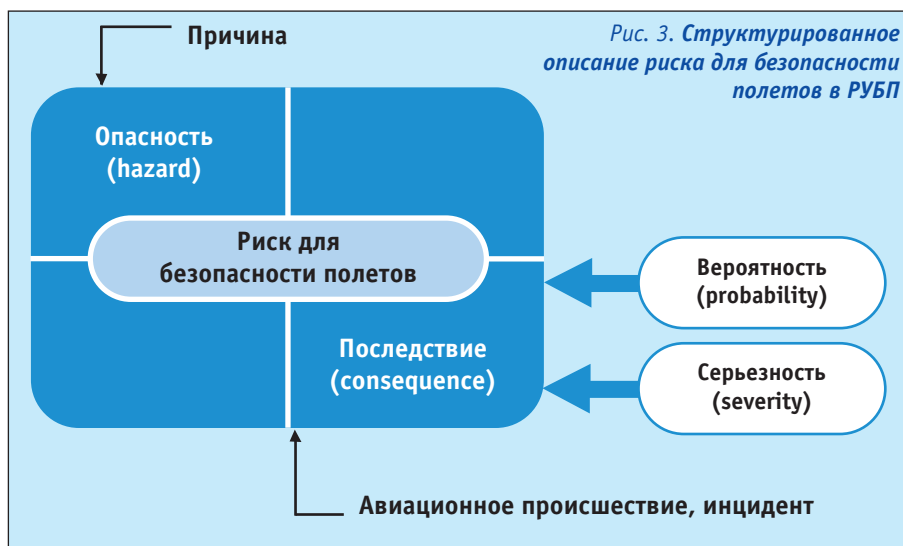 Причина
Рис. 3. Структурированное
описание риска для безопасности
полетов в РУБП
Опасность
(hazard)
Риск для
безопасности полетов
Вероятность
(probability)
Последствие
(consequence)
Серьезность
(severity)
Авиационное происшествие, инцидент